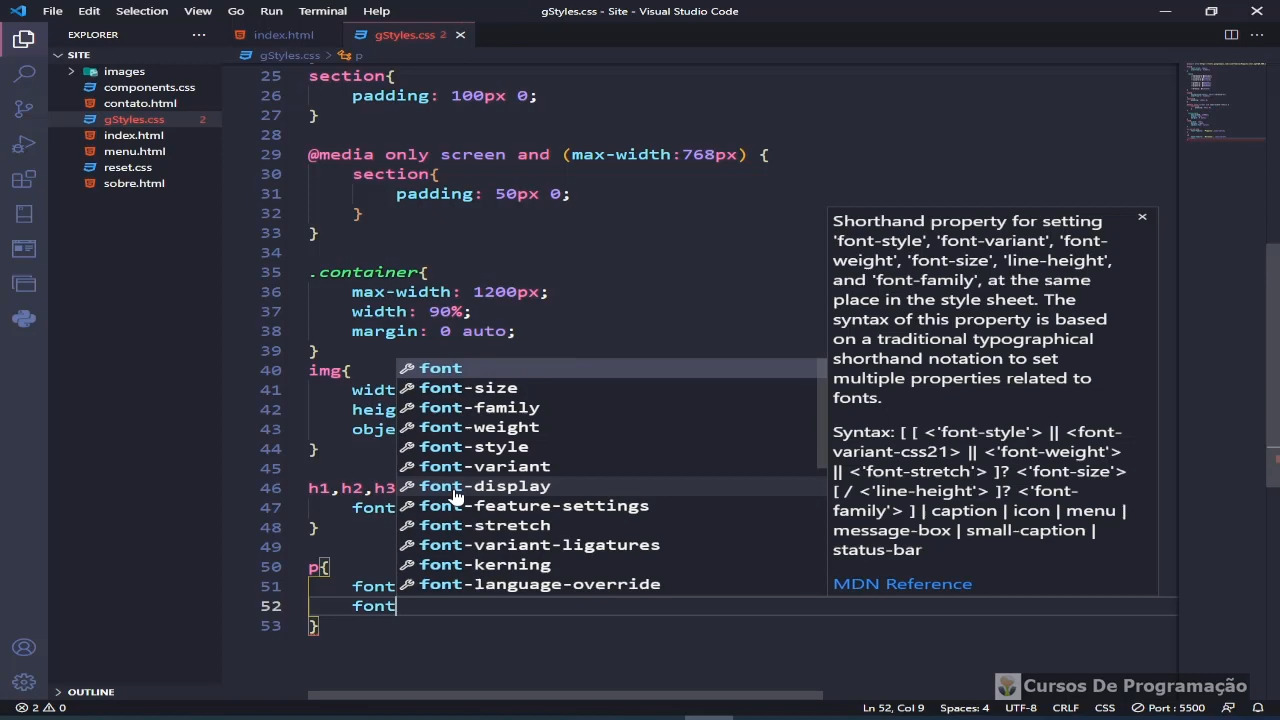 File Edit Selection View Go Run Terminal Help
gStyles.css - Site - Visual Studio Code
EXPLORER
SITE
images
components.css
contato.html
gStyles.css 2
index.html
menu.html
reset.css
sobre.html
OUTLINE
index.html
gStyles.css 2
gStyles.css > p
25 section{
26 padding: 100px 0;
27 }
28
29 @media only screen and (max-width:768px) {
30 section{
31 padding: 50px 0;
32 }
33 }
34
35 .container{
36 max-width: 1200px;
37 width: 90%;
38 margin: 0 auto;
39 }
40 img{
41 widt
42 heig
43 obje
44 }
45
46 h1,h2,h3
47 font
48 }
49
50 p{
51 font
52 font
53 }
font
font-size
font-family
font-weight
font-style
font-variant
font-display
font-feature-settings
font-stretch
font-variant-ligatures
font-kerning
font-language-override
Shorthand property for setting
'font-style', 'font-variant', 'font-
weight', 'font-size', 'line-height',
and 'font-family', at the same
place in the style sheet. The
syntax of this property is based
on a traditional typographical
shorthand notation to set
multiple properties related to
fonts.
Syntax: [ [ <'font-style'> || <font-
variant-css21> || <'font-weight'>
|| <'font-stretch'> ]? <'font-size'>
[ / <'line-height'> ]? <'font-
family'> ] | caption | icon | menu |
message-box | small-caption |
status-bar
MDN Reference
Cursos De Programação
2 0
Ln 52, Col 9 Spaces: 4 UTF-8 CRLF CSS Port : 5500